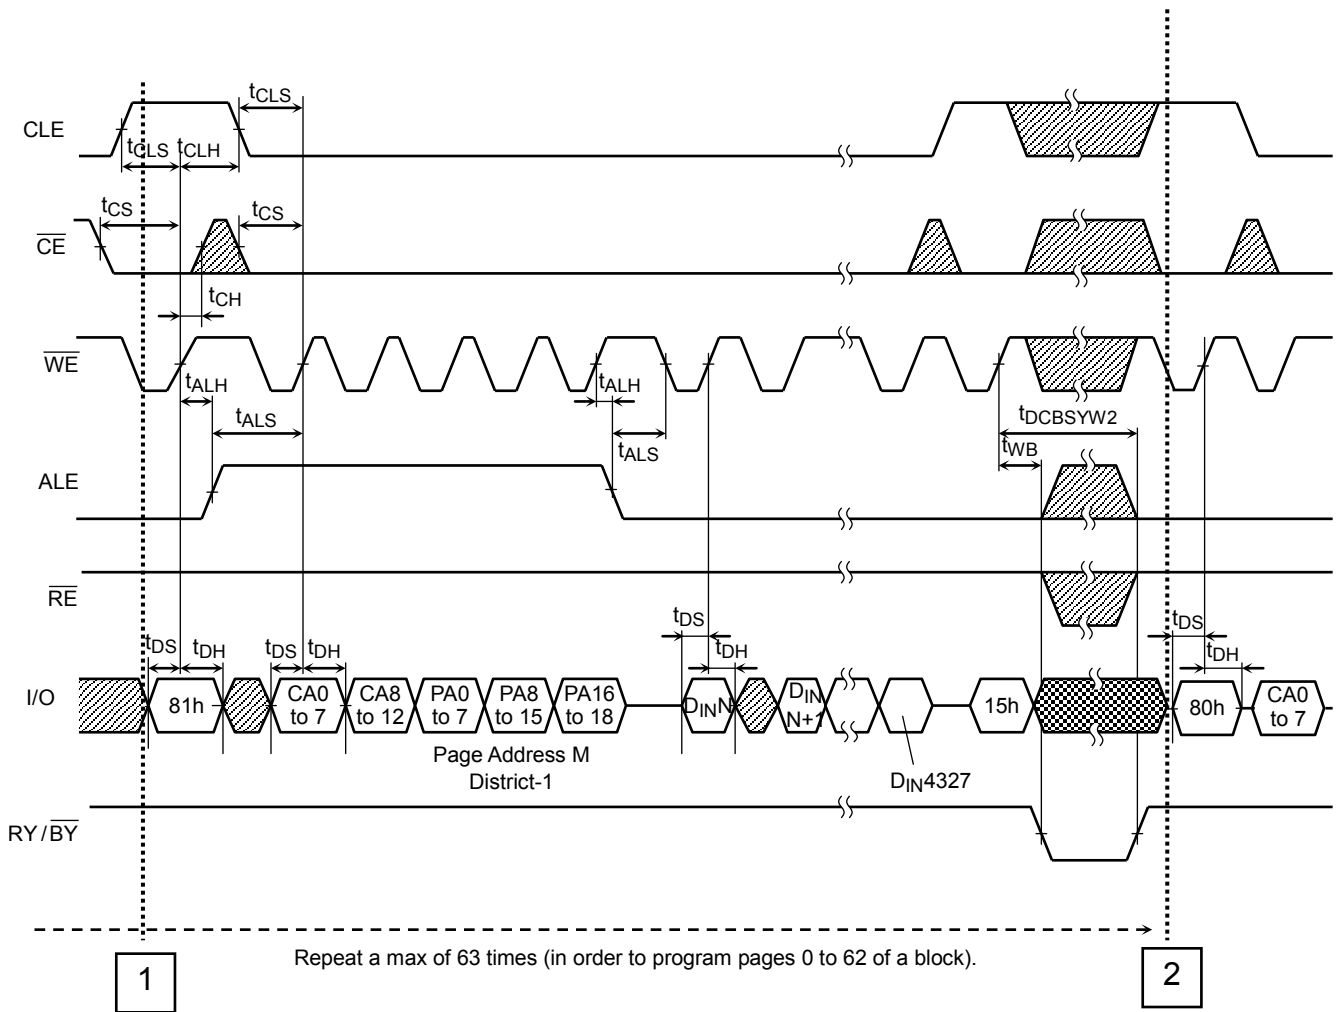 tCLS
CLE
tCLS tCLH
tCS tCS
CE
tCH
WE
tALH tALH
tALS tDCBSYW2
tALS tWB
ALE
RE
tDS tDH tDS tDH tDS tDH tDS tDH
I/O
81h
CA0 to 7
CA8 to 12
PA0 to 7
PA8 to 15
PA16 to 18
DINN
DIN N+1
15h
80h
CA0 to 7
Page Address M
District-1
DIN4327
RY/BY
Repeat a max of 63 times (in order to program pages 0 to 62 of a block).
1
2